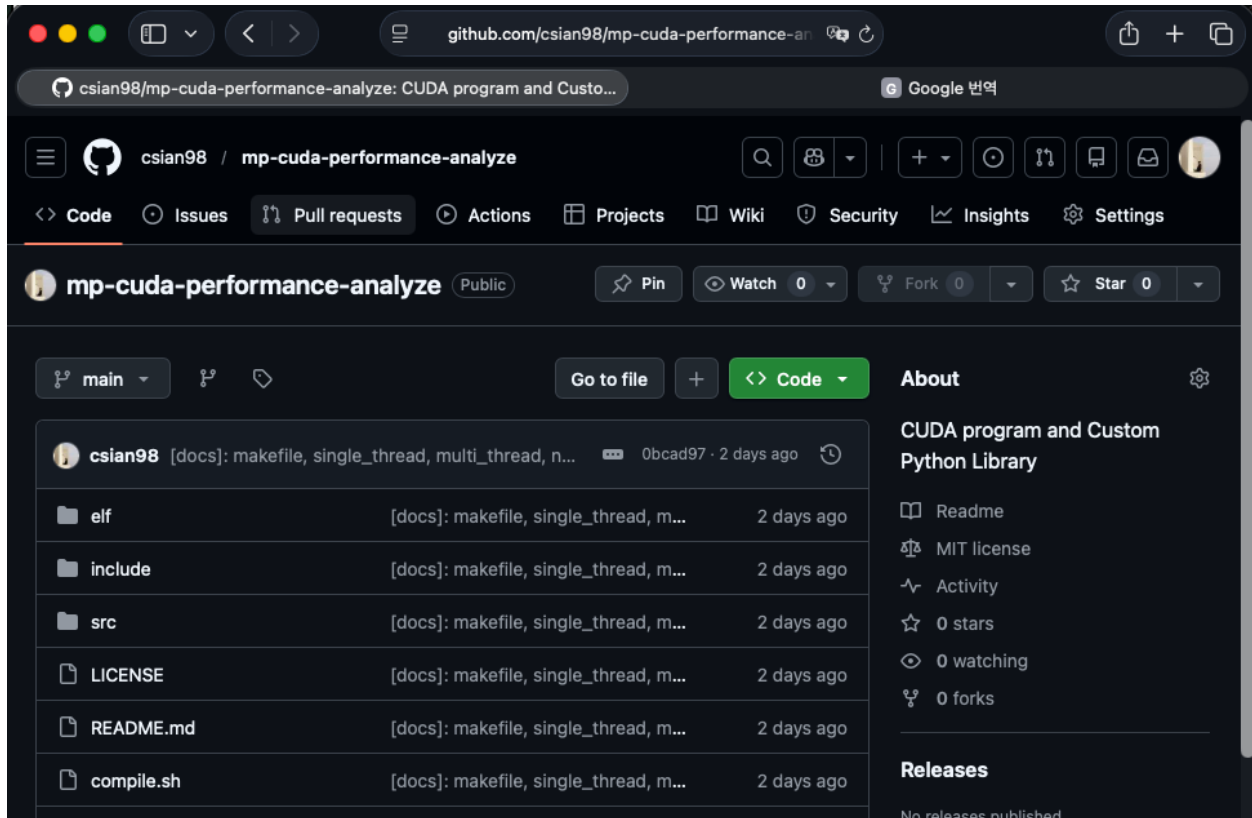 github.com/csian98/mp-cuda-performance-an
csian98/mp-cuda-performance-analyze: CUDA program and Custo...
G Google 번역
csian98 / mp-cuda-performance-analyze
Code Issues Pull requests Actions Projects Wiki Security Insights Settings
mp-cuda-performance-analyze Public Pin Watch 0 Fork 0 Star 0
main Go to file Code
csian98 [docs]: makefile, single_thread, multi_thread, n... 0bcad97 · 2 days ago
elf [docs]: makefile, single_thread, m... 2 days ago
include [docs]: makefile, single_thread, m... 2 days ago
src [docs]: makefile, single_thread, m... 2 days ago
LICENSE [docs]: makefile, single_thread, m... 2 days ago
README.md [docs]: makefile, single_thread, m... 2 days ago
compile.sh [docs]: makefile, single_thread, m... 2 days ago
About
CUDA program and Custom
Python Library
Readme
MIT license
Activity
0 stars
0 watching
0 forks
Releases
No releases published